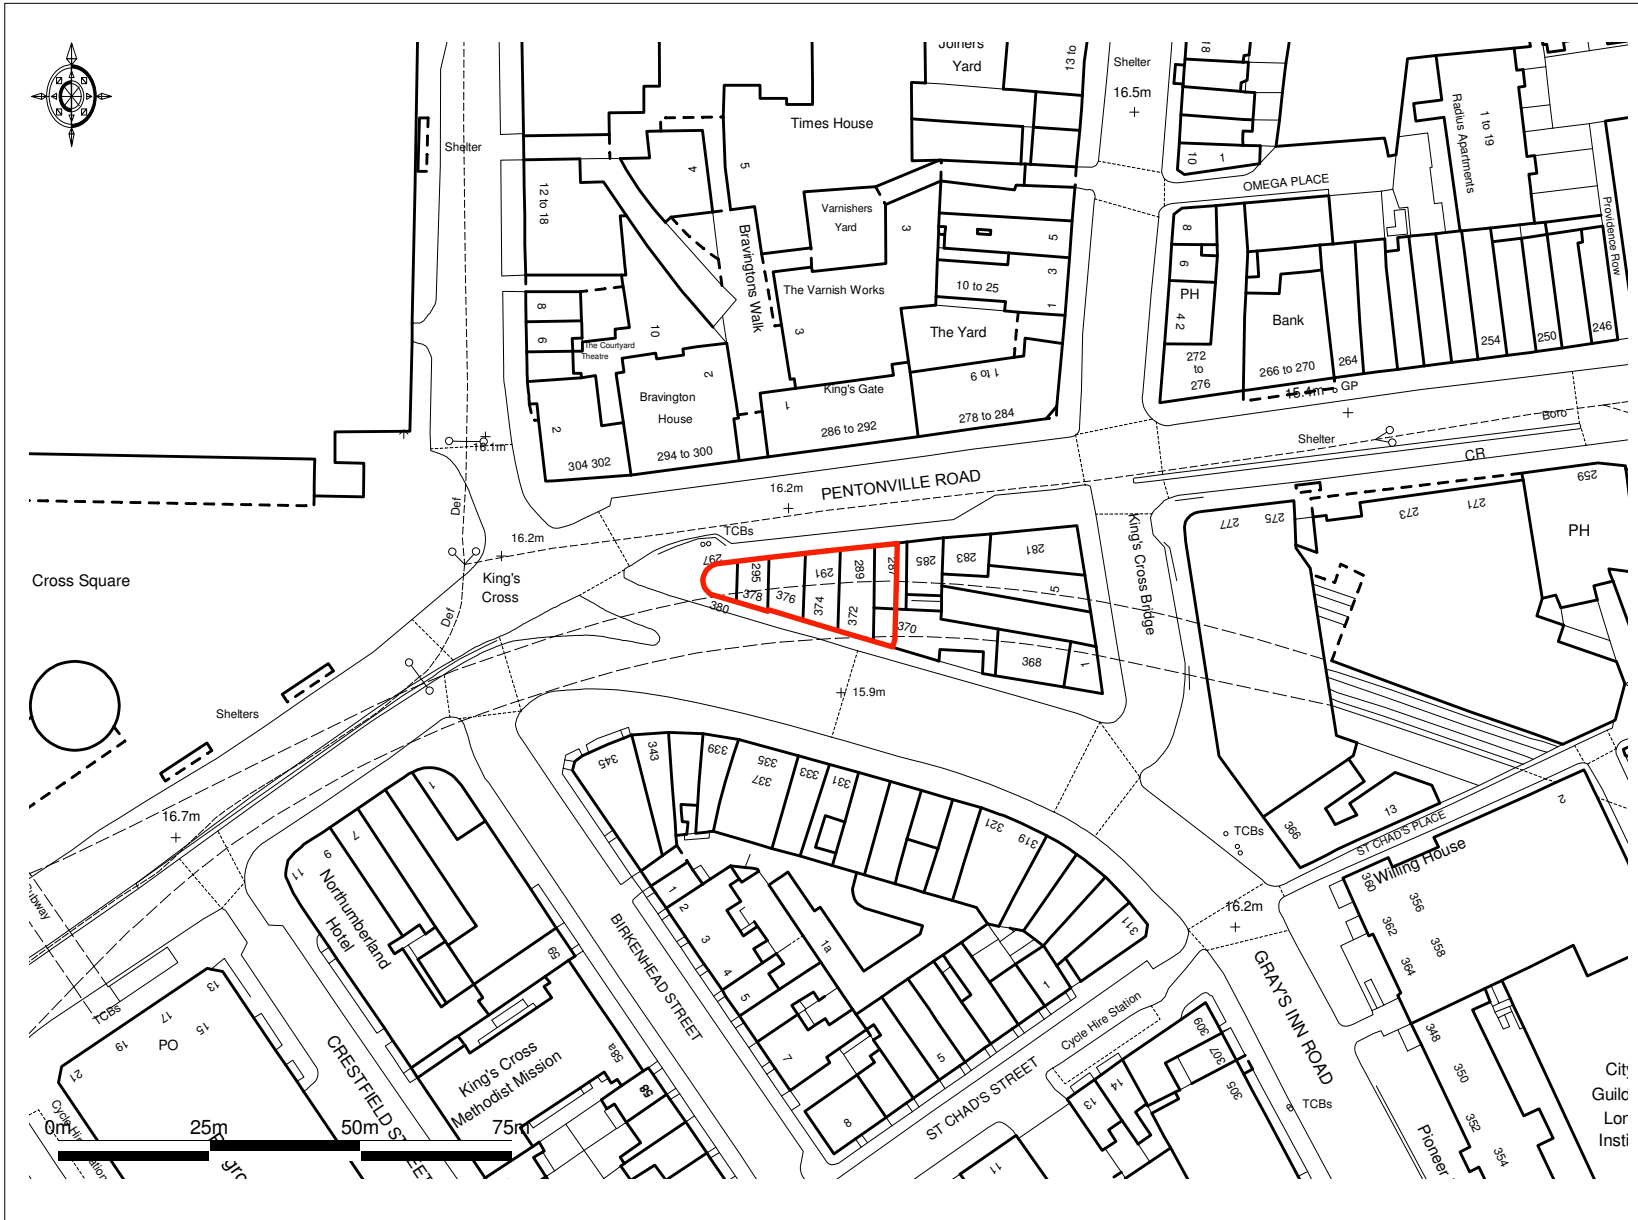 Joiners
Yard
13 to
Shelter
16.5m
18
Times House
Shelter
4
5
10
1
OMEGA PLACE
Radius Apartments
1 to 19
Providence Row
12 to 18
Varnishers
Yard
3
5
8
6
PH
4 2
Bravingtons Walk
The Varnish Works
3
10 to 25
3
1
The Yard
Bank
8
6
10
The Courtyard
Theatre
272
to
276
266 to 270
264
254
250
246
2
Bravington
House
King's Gate
1 to 9
1
15.4m
GP
2
304 302
294 to 300
286 to 292
278 to 284
Shelter
Boro
16.1m
CR
PENTONVILLE ROAD
16.2m
Def
TCBs
16.2m
King's Cross Bridge
277
275
273
271
259
PH
Cross Square
King's
Cross
297
295
291
289
287
285
283
281
5
380
378
376
374
372
370
368
1
Def
Shelters
15.9m
345
343
339
335
337
333
331
321
319
311
16.7m
1
7
9
11
Northumberland
Hotel
59
1
2
3
4
5
7
8
1a
5
1
BIRKENHEAD STREET
TCBs
366
13
ST CHAD'S PLACE
2
Willing House
360
356
362
358
364
16.2m
GRAY'S INN ROAD
TCBs
13
15
17
19
21
PO
CRESTFIELD STREET
King's Cross
Methodist Mission
58a
Cycle Hire Station
ST CHAD'S STREET
309
307
305
14
13
11
TCBs
348
350
352
354
Pioneer
0m
25m
50m
75m